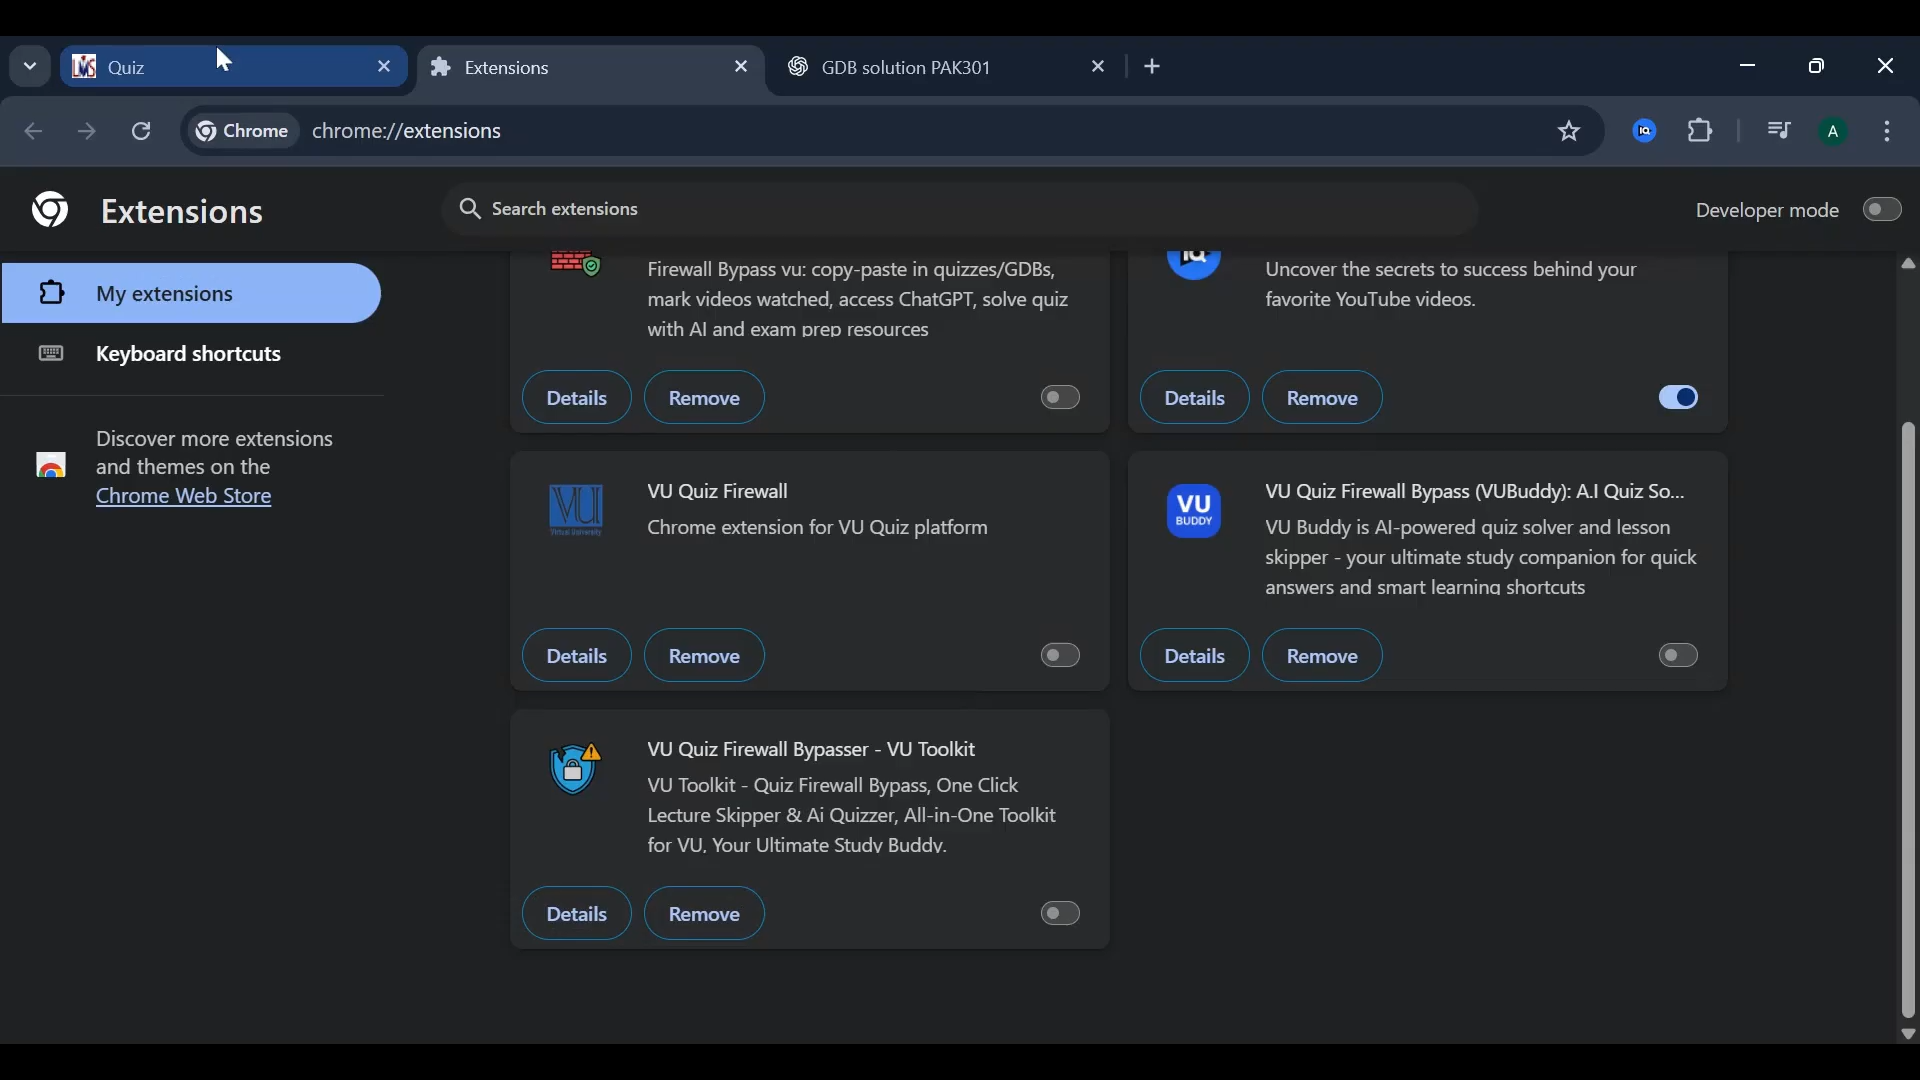 Quiz
Extensions
GDB solution PAK301
Chrome
chrome://extensions
A
Extensions
Search extensions
Developer mode
My extensions
Keyboard shortcuts
Discover more extensions
and themes on the
Chrome Web Store
Firewall Bypass vu: copy-paste in quizzes/GDBs,
mark videos watched, access ChatGPT, solve quiz
with AI and exam prep resources
Details
Remove
IQ
Uncover the secrets to success behind your
favorite YouTube videos.
Details
Remove
VU
Virtual University
VU Quiz Firewall
Chrome extension for VU Quiz platform
Details
Remove
VU
BUDDY
VU Quiz Firewall Bypass (VUBuddy): A.I Quiz So...
VU Buddy is AI-powered quiz solver and lesson
skipper - your ultimate study companion for quick
answers and smart learning shortcuts
Details
Remove
VU Quiz Firewall Bypasser - VU Toolkit
VU Toolkit - Quiz Firewall Bypass, One Click
Lecture Skipper & Ai Quizzer, All-in-One Toolkit
for VU, Your Ultimate Study Buddy.
Details
Remove